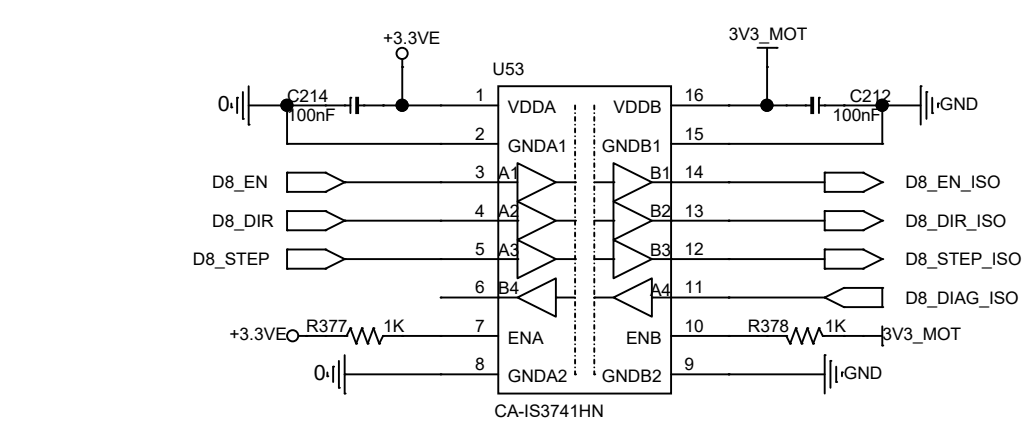 +3.3VE
3V3_MOT
U53
C214
100nF
0
1
VDDA
VDDB
16
C212
100nF
GND
2
GNDA1
GNDB1
15
D8_EN
3
A1
B1
14
D8_EN_ISO
D8_DIR
4
A2
B2
13
D8_DIR_ISO
D8_STEP
5
A3
B3
12
D8_STEP_ISO
6
B4
A4
11
D8_DIAG_ISO
+3.3VE
R377
1K
7
ENA
ENB
10
R378
1K
3V3_MOT
0
8
GNDA2
GNDB2
9
GND
CA-IS3741HN